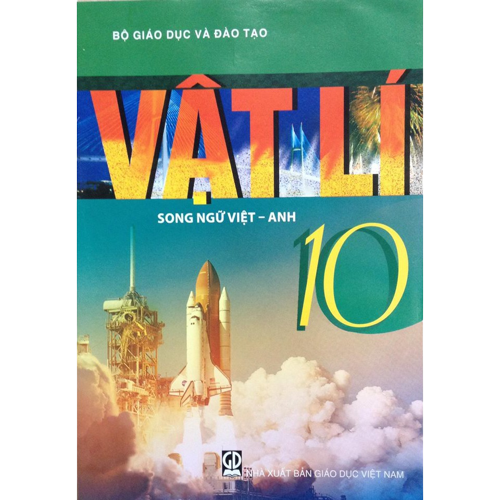 BỘ GIÁO DỤC VÀ ĐÀO TẠO
VẬT LÍ
SONG NGỮ VIỆT – ANH
10
GD
NHÀ XUẤT BẢN GIÁO DỤC VIỆT NAM